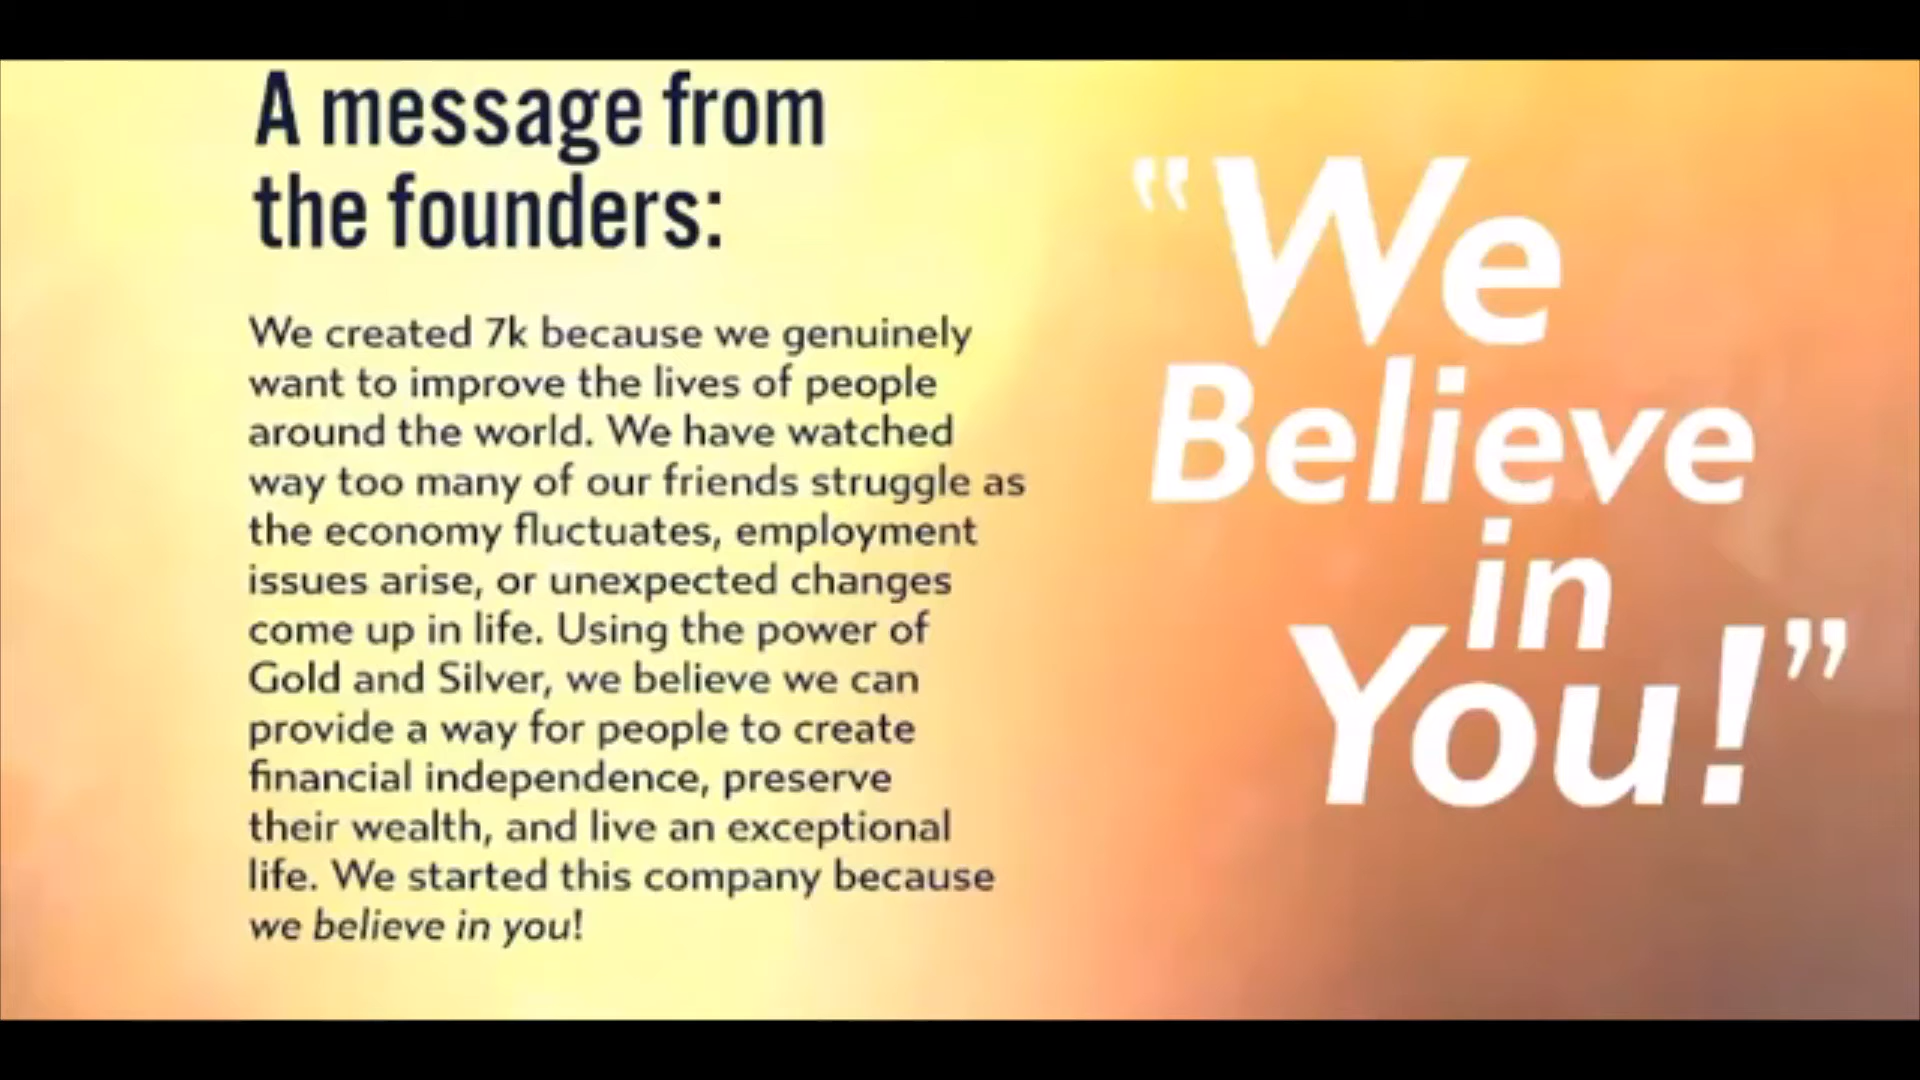 A message from
the founders:
We created 7k because we genuinely
want to improve the lives of people
around the world. We have watched
way too many of our friends struggle as
the economy fluctuates, employment
issues arise, or unexpected changes
come up in life. Using the power of
Gold and Silver, we believe we can
provide a way for people to create
financial independence, preserve
their wealth, and live an exceptional
life. We started this company because
we believe in you!
“We
Believe
in
You!”